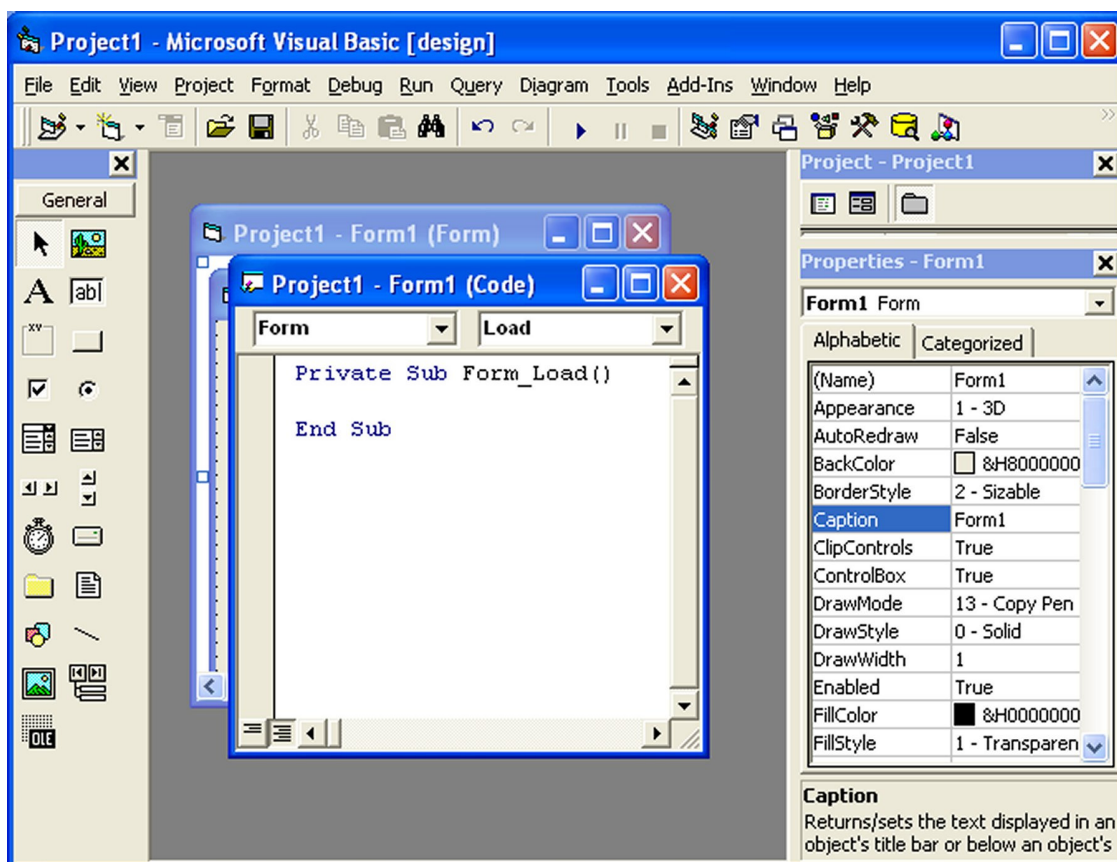 Project1 - Microsoft Visual Basic [design]
File Edit View Project Format Debug Run Query Diagram Tools Add-Ins Window Help
General
A
abl
XY
OLE
Project1 - Form1 (Form)
Project1 - Form1 (Code)
Form Load
Private Sub Form_Load()
End Sub
Project - Project1
Properties - Form1
Form1 Form
Alphabetic Categorized
(Name) Form1
Appearance 1 - 3D
AutoRedraw False
BackColor &H8000000
BorderStyle 2 - Sizable
Caption Form1
ClipControls True
ControlBox True
DrawMode 13 - Copy Pen
DrawStyle 0 - Solid
DrawWidth 1
Enabled True
FillColor &H0000000
FillStyle 1 - Transparen
Caption
Returns/sets the text displayed in an
object's title bar or below an object's